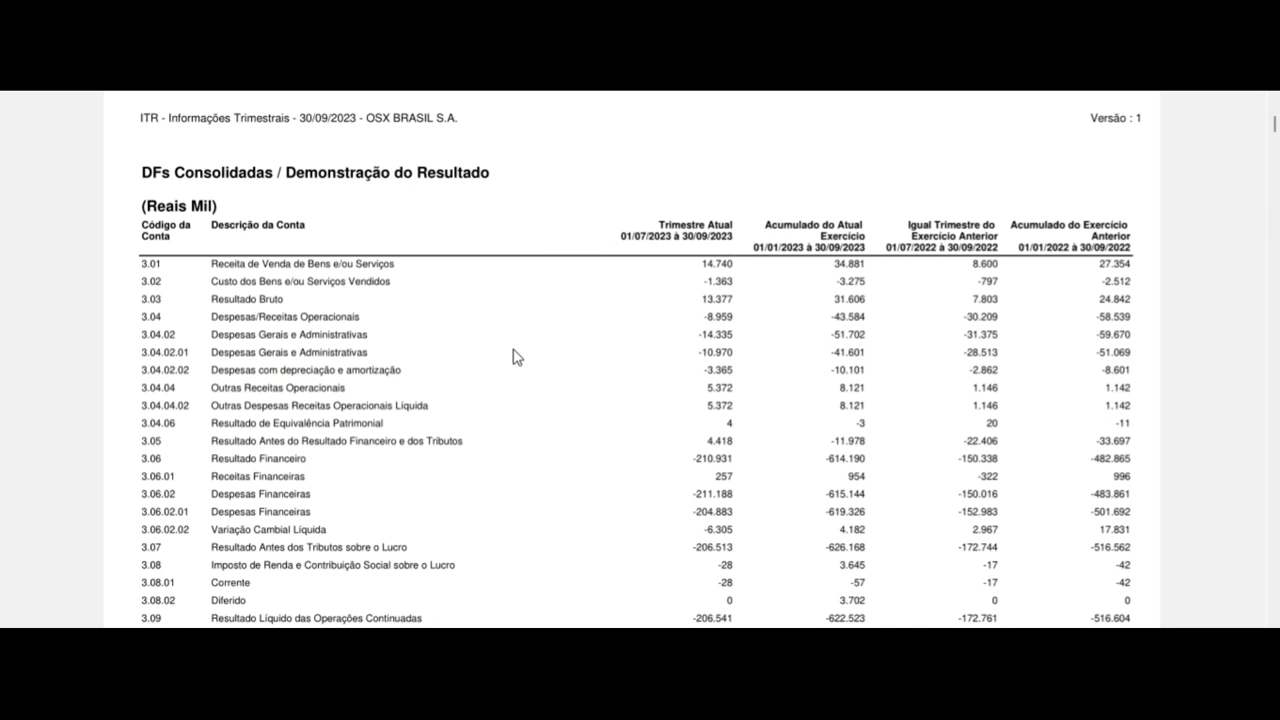 ITR - Informações Trimestrais - 30/09/2023 - OSX BRASIL S.A. Versão : 1
DFs Consolidadas / Demonstração do Resultado
(Reais Mil)
Código da Conta Descrição da Conta Trimestre Atual 01/07/2023 à 30/09/2023 Acumulado do Atual Exercício 01/01/2023 à 30/09/2023 Igual Trimestre do Exercício Anterior 01/07/2022 à 30/09/2022 Acumulado do Exercício Anterior 01/01/2022 à 30/09/2022
3.01 Receita de Venda de Bens e/ou Serviços 14.740 34.881 8.600 27.354
3.02 Custo dos Bens e/ou Serviços Vendidos -1.363 -3.275 -797 -2.512
3.03 Resultado Bruto 13.377 31.606 7.803 24.842
3.04 Despesas/Receitas Operacionais -8.959 -43.584 -30.209 -58.539
3.04.02 Despesas Gerais e Administrativas -14.335 -51.702 -31.375 -59.670
3.04.02.01 Despesas Gerais e Administrativas -10.970 -41.601 -28.513 -51.069
3.04.02.02 Despesas com depreciação e amortização -3.365 -10.101 -2.862 -8.601
3.04.04 Outras Receitas Operacionais 5.372 8.121 1.146 1.142
3.04.04.02 Outras Despesas Receitas Operacionais Líquida 5.372 8.121 1.146 1.142
3.04.06 Resultado de Equivalência Patrimonial 4 -3 20 -11
3.05 Resultado Antes do Resultado Financeiro e dos Tributos 4.418 -11.978 -22.406 -33.697
3.06 Resultado Financeiro -210.931 -614.190 -150.338 -482.865
3.06.01 Receitas Financeiras 257 954 -322 996
3.06.02 Despesas Financeiras -211.188 -615.144 -150.016 -483.861
3.06.02.01 Despesas Financeiras -204.883 -619.326 -152.983 -501.692
3.06.02.02 Variação Cambial Líquida -6.305 4.182 2.967 17.831
3.07 Resultado Antes dos Tributos sobre o Lucro -206.513 -626.168 -172.744 -516.562
3.08 Imposto de Renda e Contribuição Social sobre o Lucro -28 3.645 -17 -42
3.08.01 Corrente -28 -57 -17 -42
3.08.02 Diferido 0 3.702 0 0
3.09 Resultado Líquido das Operações Continuadas -206.541 -622.523 -172.761 -516.604